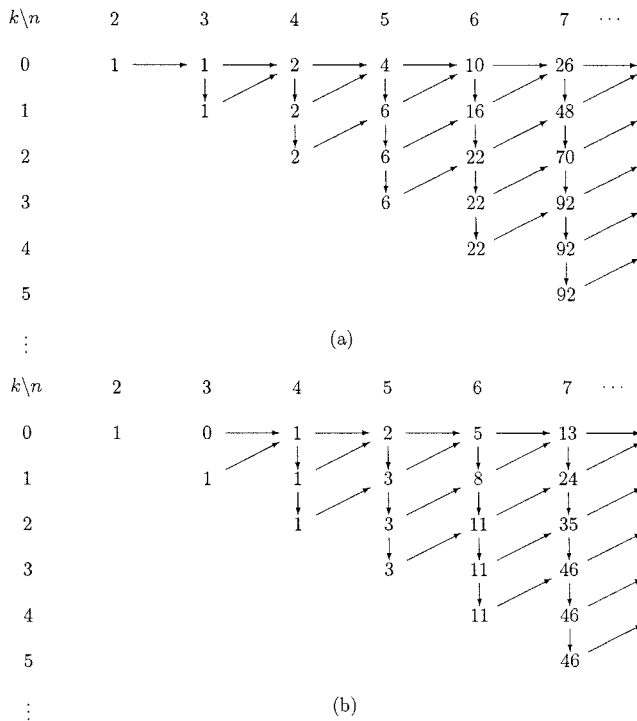 k\n 2 3 4 5 6 7 ⋯
0 1 1 2 4 10 26
1 1 2 6 16 48
2 2 6 22 70
3 6 22 92
4 22 92
5 92
⋮ (a)
k\n 2 3 4 5 6 7 ⋯
0 1 0 1 2 5 13
1 1 1 3 8 24
2 1 3 11 35
3 3 11 46
4 11 46
5 46
⋮ (b)